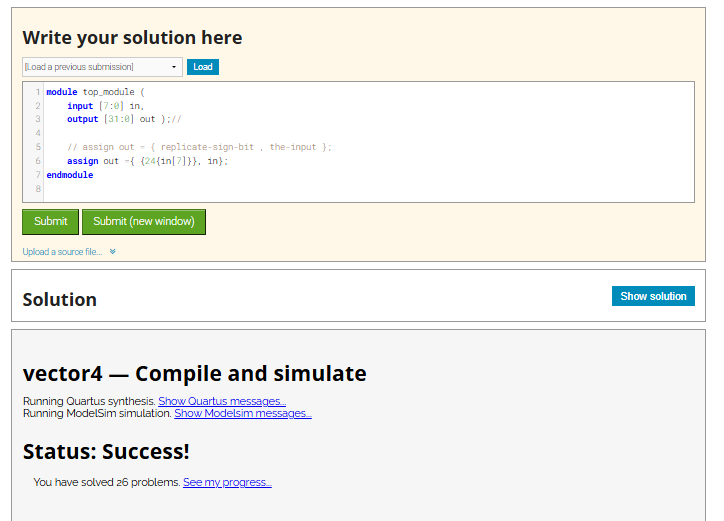 Write your solution here
[Load a previous submission]
Load
1 module top_module (
2 input [7:0] in,
3 output [31:0] out );//
4
5 // assign out = { replicate-sign-bit , the-input };
6 assign out ={ {24{in[7]}}, in};
7 endmodule
8
Submit Submit (new window)
Upload a source file...
Solution
Show solution
vector4 — Compile and simulate
Running Quartus synthesis. Show Quartus messages...
Running ModelSim simulation. Show Modelsim messages...
Status: Success!
You have solved 26 problems. See my progress...